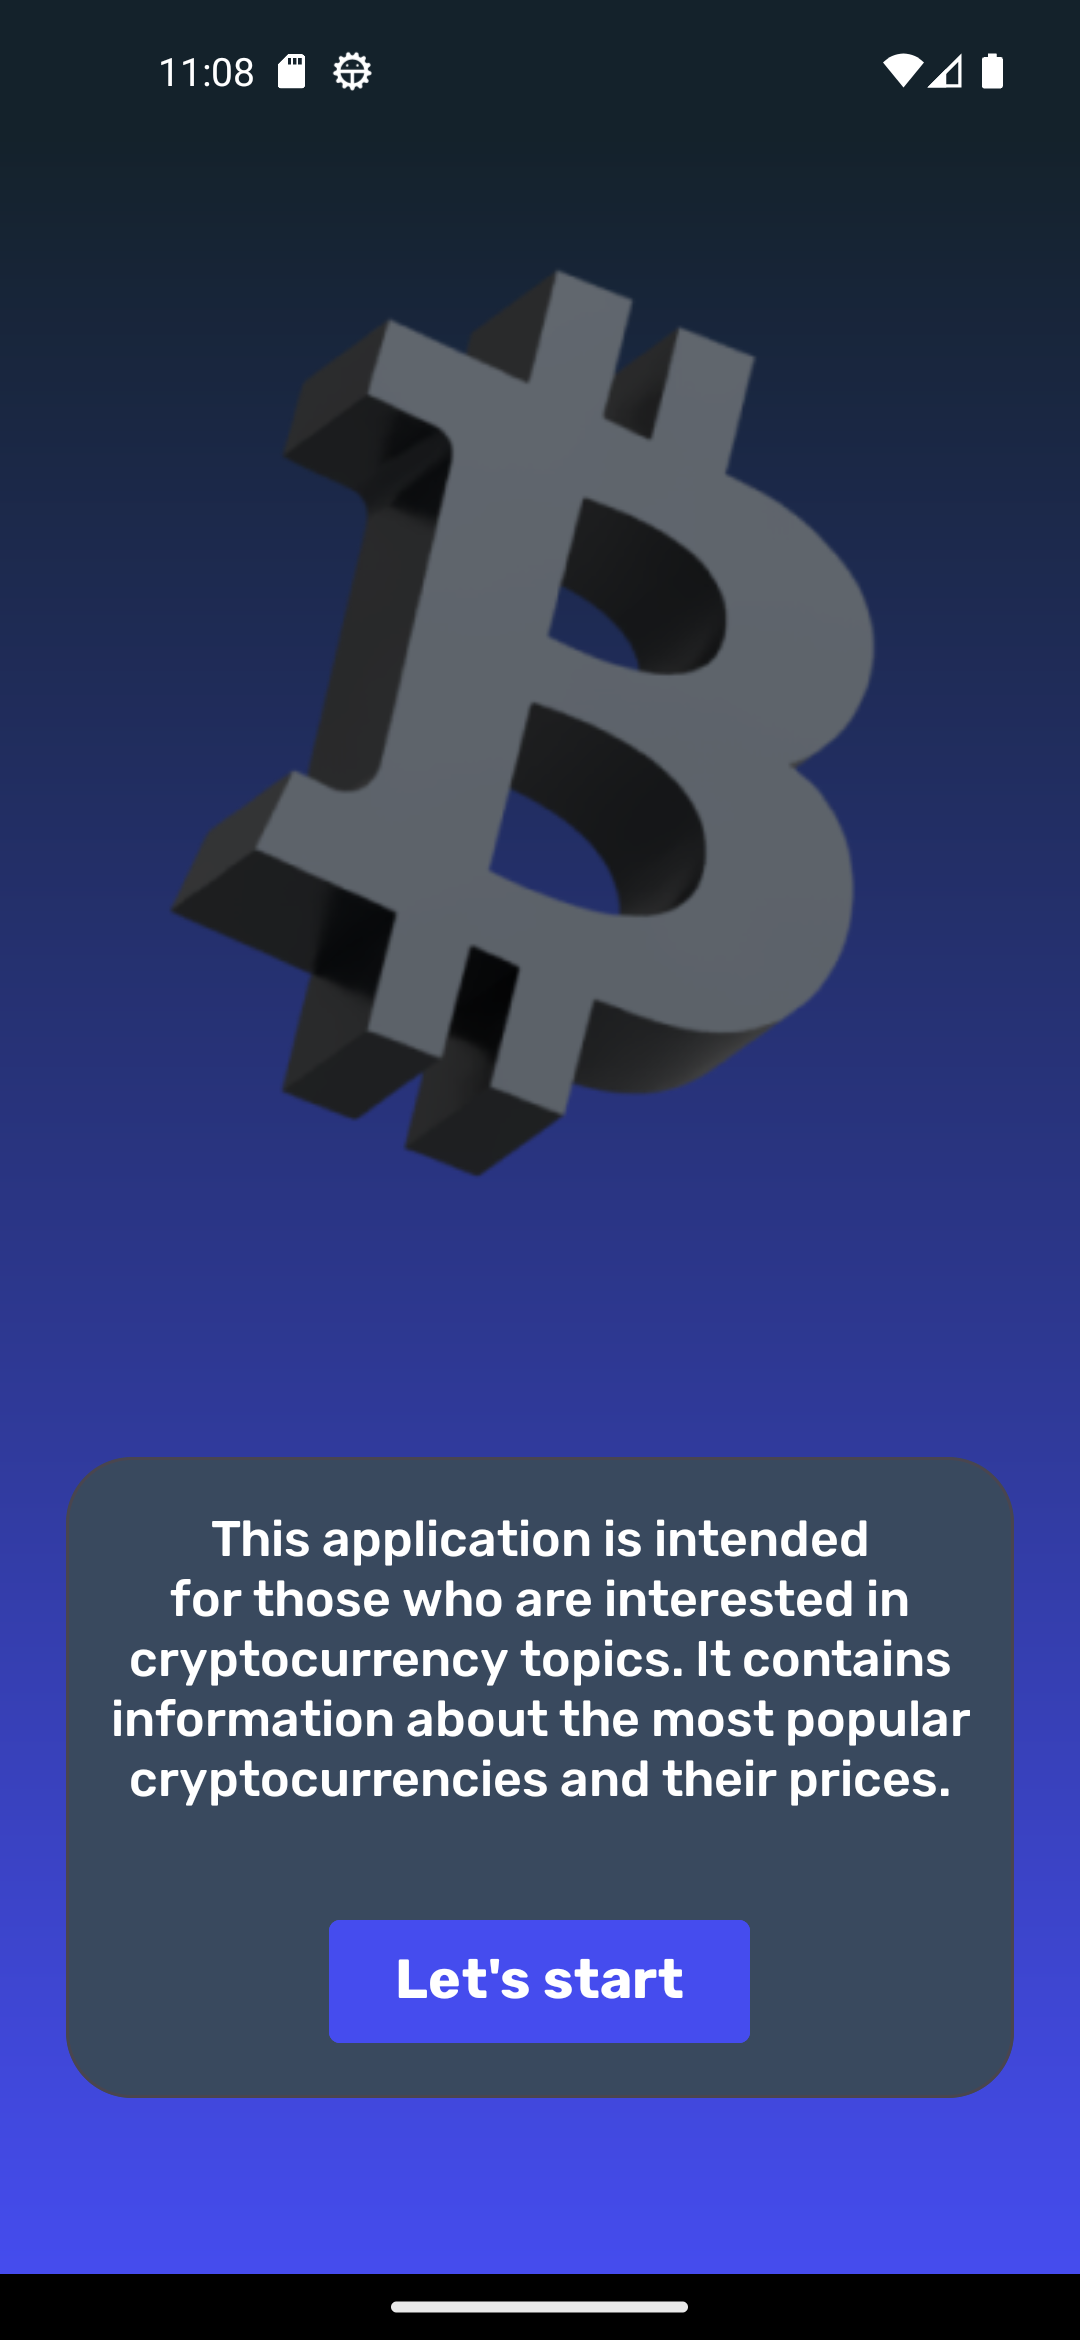 11:08
This application is intended
for those who are interested in
cryptocurrency topics. It contains
information about the most popular
cryptocurrencies and their prices.
Let's start